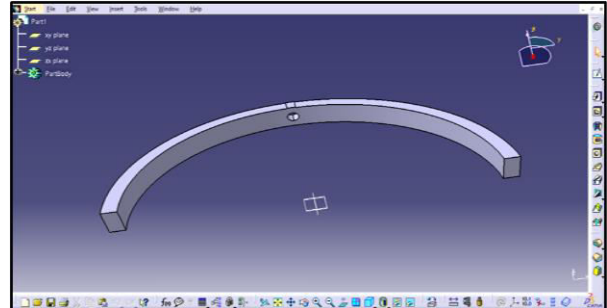 Start File Edit View Insert Tools Window Help
Part1
xy plane
yz plane
zx plane
PartBody